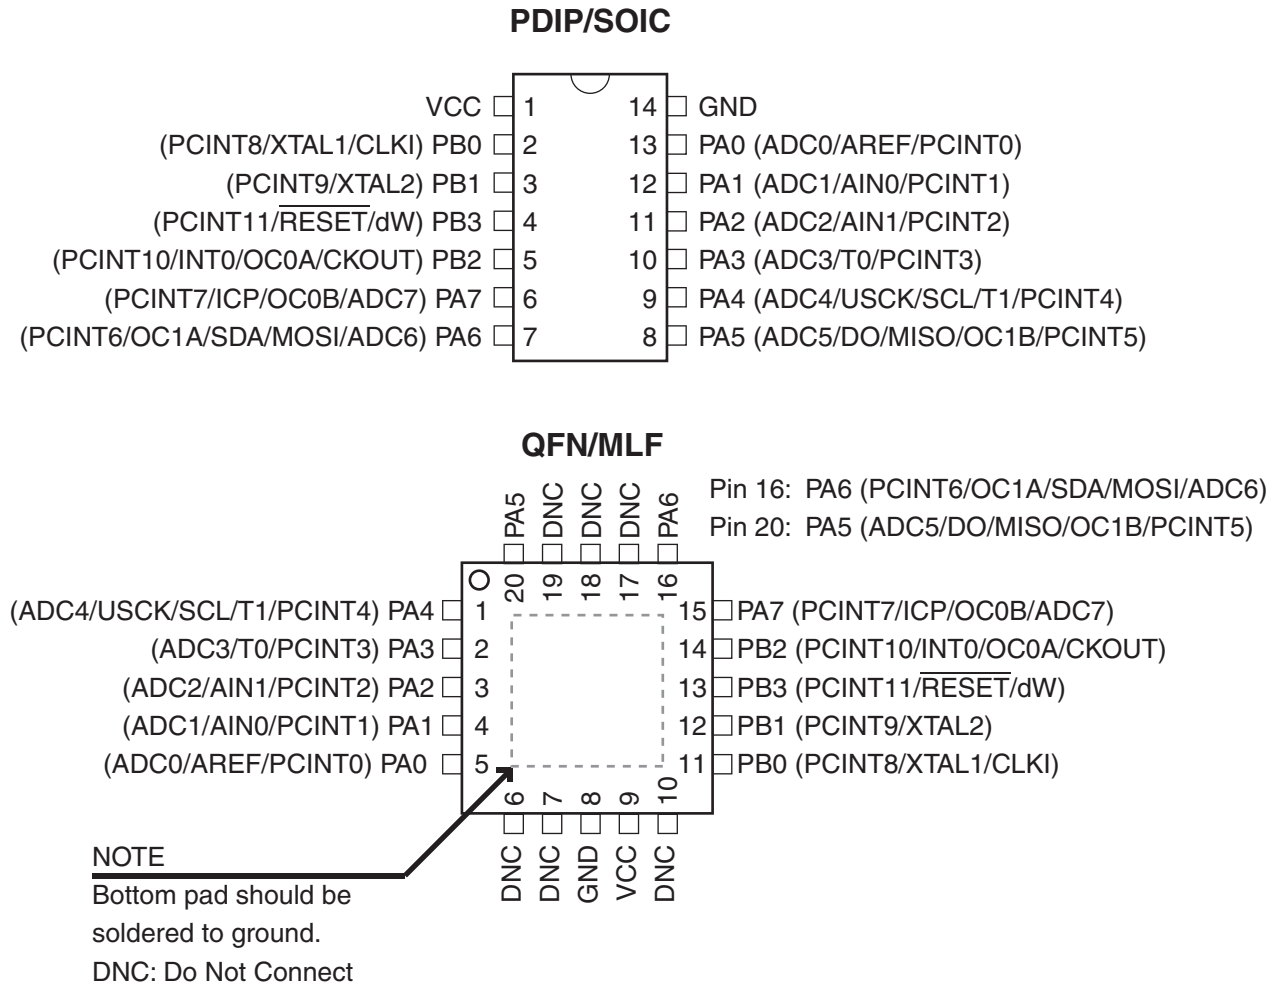 PDIP/SOIC
VCC 1 14 GND
(PCINT8/XTAL1/CLKI) PB0 2 13 PA0 (ADC0/AREF/PCINT0)
(PCINT9/XTAL2) PB1 3 12 PA1 (ADC1/AIN0/PCINT1)
(PCINT11/RESET/dW) PB3 4 11 PA2 (ADC2/AIN1/PCINT2)
(PCINT10/INT0/OC0A/CKOUT) PB2 5 10 PA3 (ADC3/T0/PCINT3)
(PCINT7/ICP/OC0B/ADC7) PA7 6 9 PA4 (ADC4/USCK/SCL/T1/PCINT4)
(PCINT6/OC1A/SDA/MOSI/ADC6) PA6 7 8 PA5 (ADC5/DO/MISO/OC1B/PCINT5)
QFN/MLF
Pin 16: PA6 (PCINT6/OC1A/SDA/MOSI/ADC6)
Pin 20: PA5 (ADC5/DO/MISO/OC1B/PCINT5)
PA5 DNC DNC DNC PA6
20 19 18 17 16
(ADC4/USCK/SCL/T1/PCINT4) PA4 1 15 PA7 (PCINT7/ICP/OC0B/ADC7)
(ADC3/T0/PCINT3) PA3 2 14 PB2 (PCINT10/INT0/OC0A/CKOUT)
(ADC2/AIN1/PCINT2) PA2 3 13 PB3 (PCINT11/RESET/dW)
(ADC1/AIN0/PCINT1) PA1 4 12 PB1 (PCINT9/XTAL2)
(ADC0/AREF/PCINT0) PA0 5 11 PB0 (PCINT8/XTAL1/CLKI)
6 7 8 9 10
DNC DNC GND VCC DNC
NOTE
Bottom pad should be
soldered to ground.
DNC: Do Not Connect